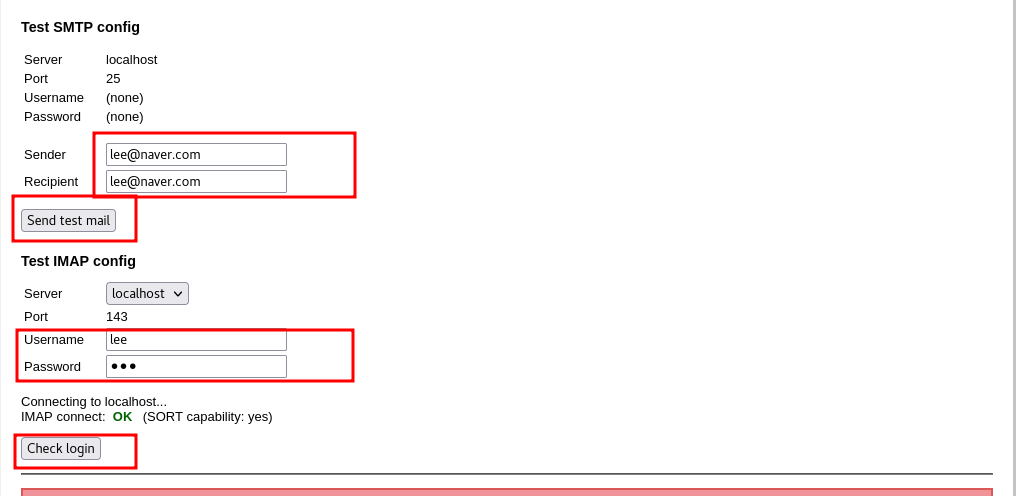 Test SMTP config
Server localhost
Port 25
Username (none)
Password (none)
Sender lee@naver.com
Recipient lee@naver.com
Send test mail
Test IMAP config
Server localhost
Port 143
Username lee
Password •••
Connecting to localhost...
IMAP connect: OK (SORT capability: yes)
Check login